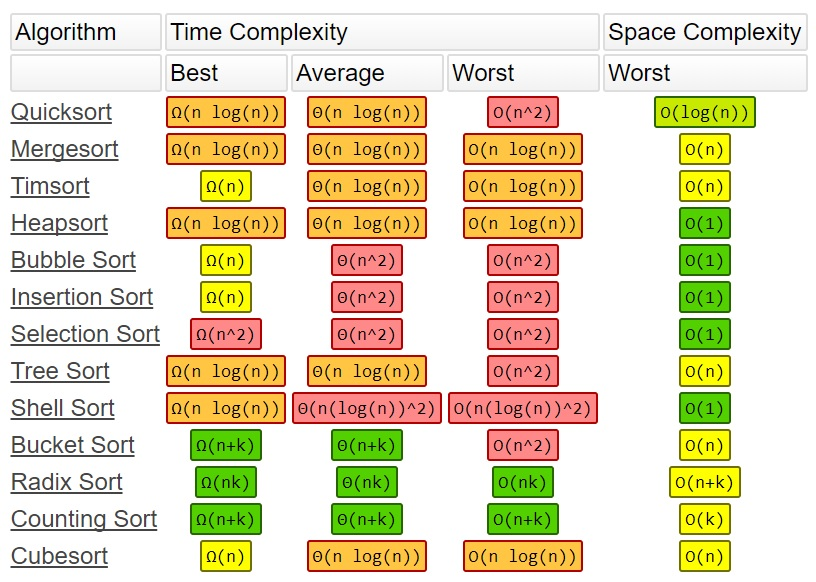 Algorithm Time Complexity Space Complexity
Best Average Worst Worst
Quicksort Ω(n log(n)) Θ(n log(n)) O(n^2) O(log(n))
Mergesort Ω(n log(n)) Θ(n log(n)) O(n log(n)) O(n)
Timsort Ω(n) Θ(n log(n)) O(n log(n)) O(n)
Heapsort Ω(n log(n)) Θ(n log(n)) O(n log(n)) O(1)
Bubble Sort Ω(n) Θ(n^2) O(n^2) O(1)
Insertion Sort Ω(n) Θ(n^2) O(n^2) O(1)
Selection Sort Ω(n^2) Θ(n^2) O(n^2) O(1)
Tree Sort Ω(n log(n)) Θ(n log(n)) O(n^2) O(n)
Shell Sort Ω(n log(n)) Θ(n(log(n))^2) O(n(log(n))^2) O(1)
Bucket Sort Ω(n+k) Θ(n+k) O(n^2) O(n)
Radix Sort Ω(nk) Θ(nk) O(nk) O(n+k)
Counting Sort Ω(n+k) Θ(n+k) O(n+k) O(k)
Cubesort Ω(n) Θ(n log(n)) O(n log(n)) O(n)